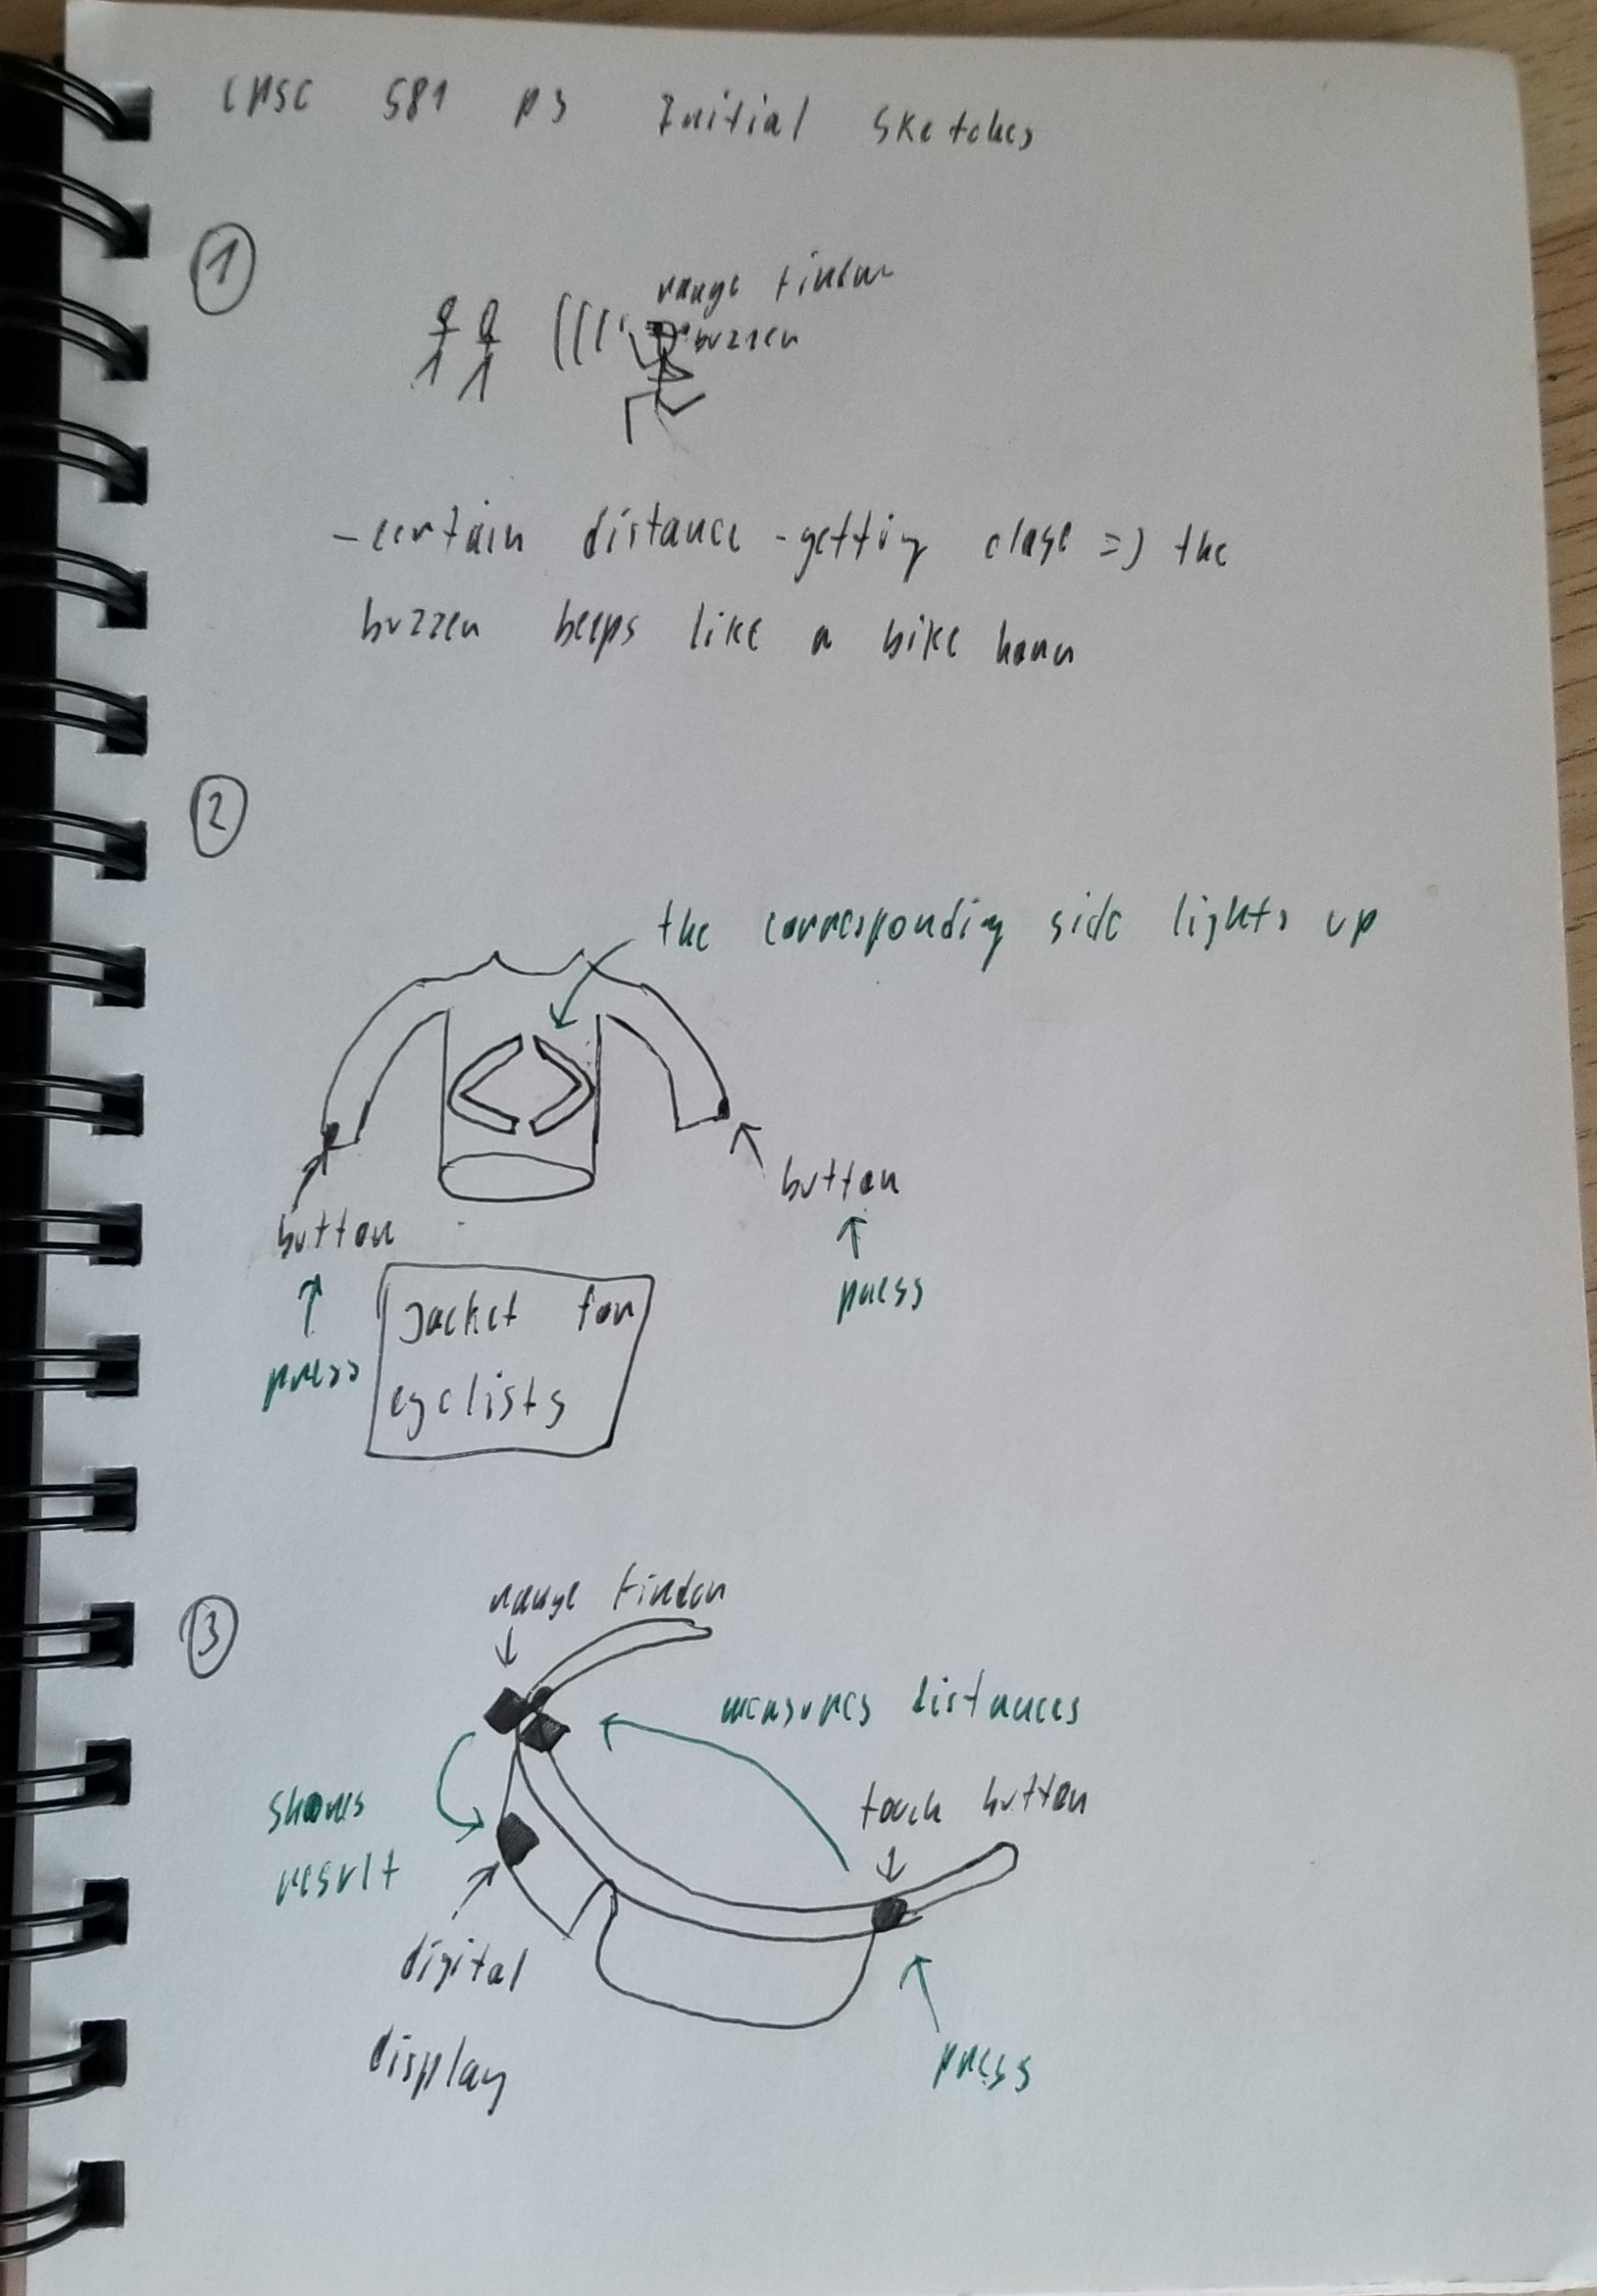 CPSC 581 P3 Initial Sketches
1
range finder
buzzer
- certain distance - getting close => the
buzzer beeps like a bike horn
2
the corresponding side lights up
button
press
button
press
Jacket for
cyclists
3
range finder
measures distances
touch button
shows
result
digital
display
press